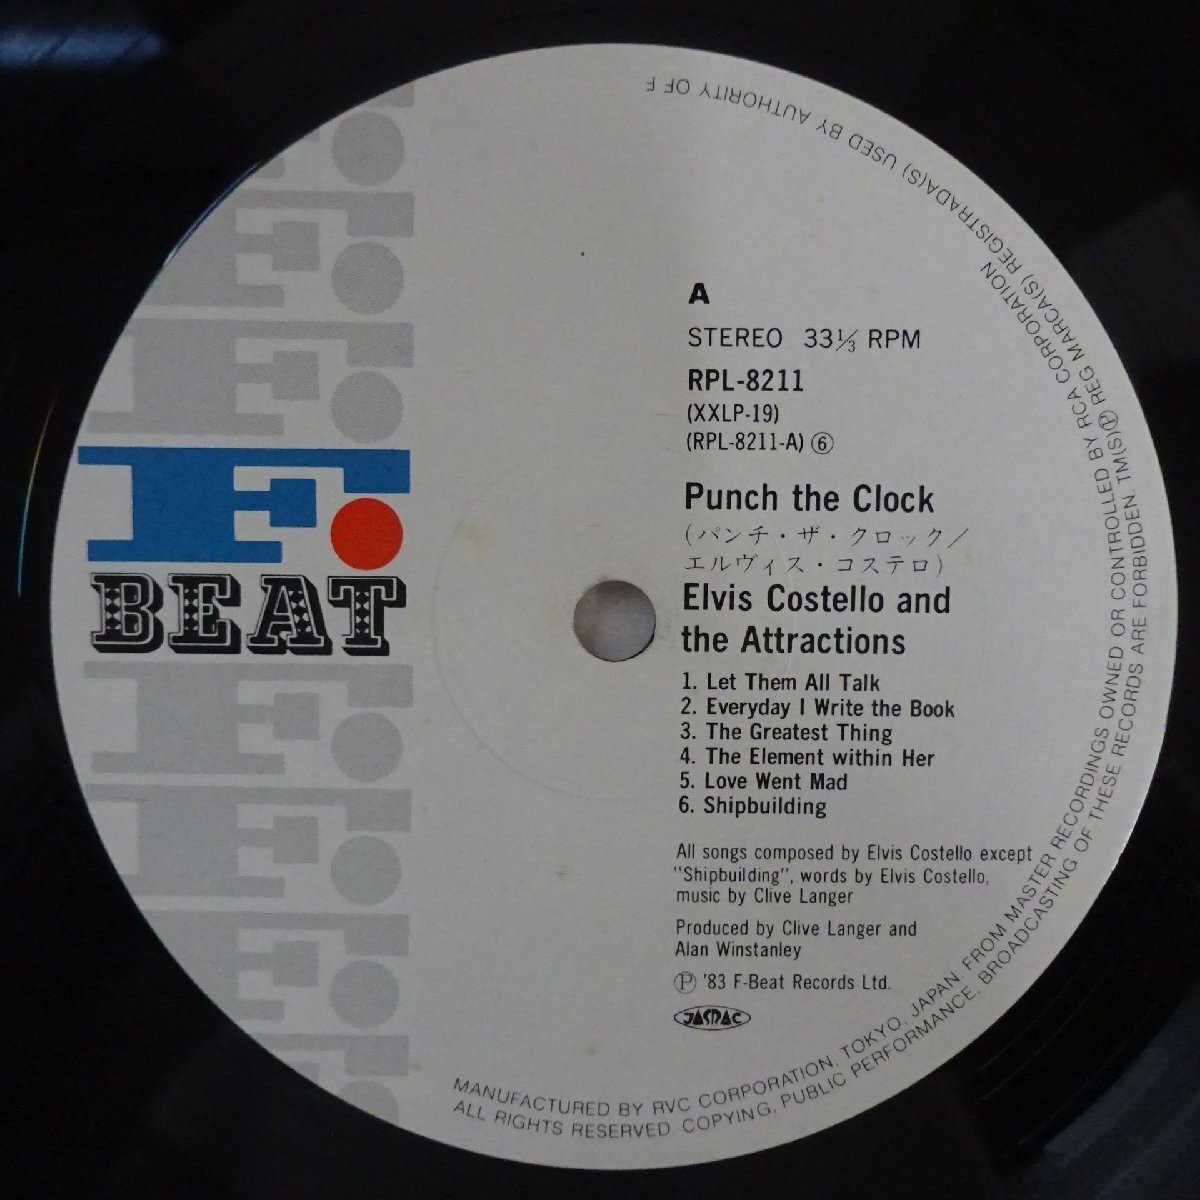 F.
BEAT
A
STEREO 33⅓ RPM
RPL-8211
(XXLP-19)
(RPL-8211-A) ⑥
Punch the Clock
(パンチ・ザ・クロック/
エルヴィス・コステロ)
Elvis Costello and
the Attractions
1. Let Them All Talk
2. Everyday I Write the Book
3. The Greatest Thing
4. The Element within Her
5. Love Went Mad
6. Shipbuilding
All songs composed by Elvis Costello except
"Shipbuilding", words by Elvis Costello,
music by Clive Langer
Produced by Clive Langer and
Alan Winstanley
Ⓟ '83 F-Beat Records Ltd.
JASRAC
MANUFACTURED BY RVC CORPORATION, TOKYO, JAPAN FROM MASTER RECORDINGS OWNED OR CONTROLLED BY RCA CORPORATION
ALL RIGHTS RESERVED. COPYING, PUBLIC PERFORMANCE, BROADCASTING OF THESE RECORDS ARE FORBIDDEN TM(S)Ⓟ REG MARCA(S) REGISTRADA(S) USED BY AUTHORITY OF F